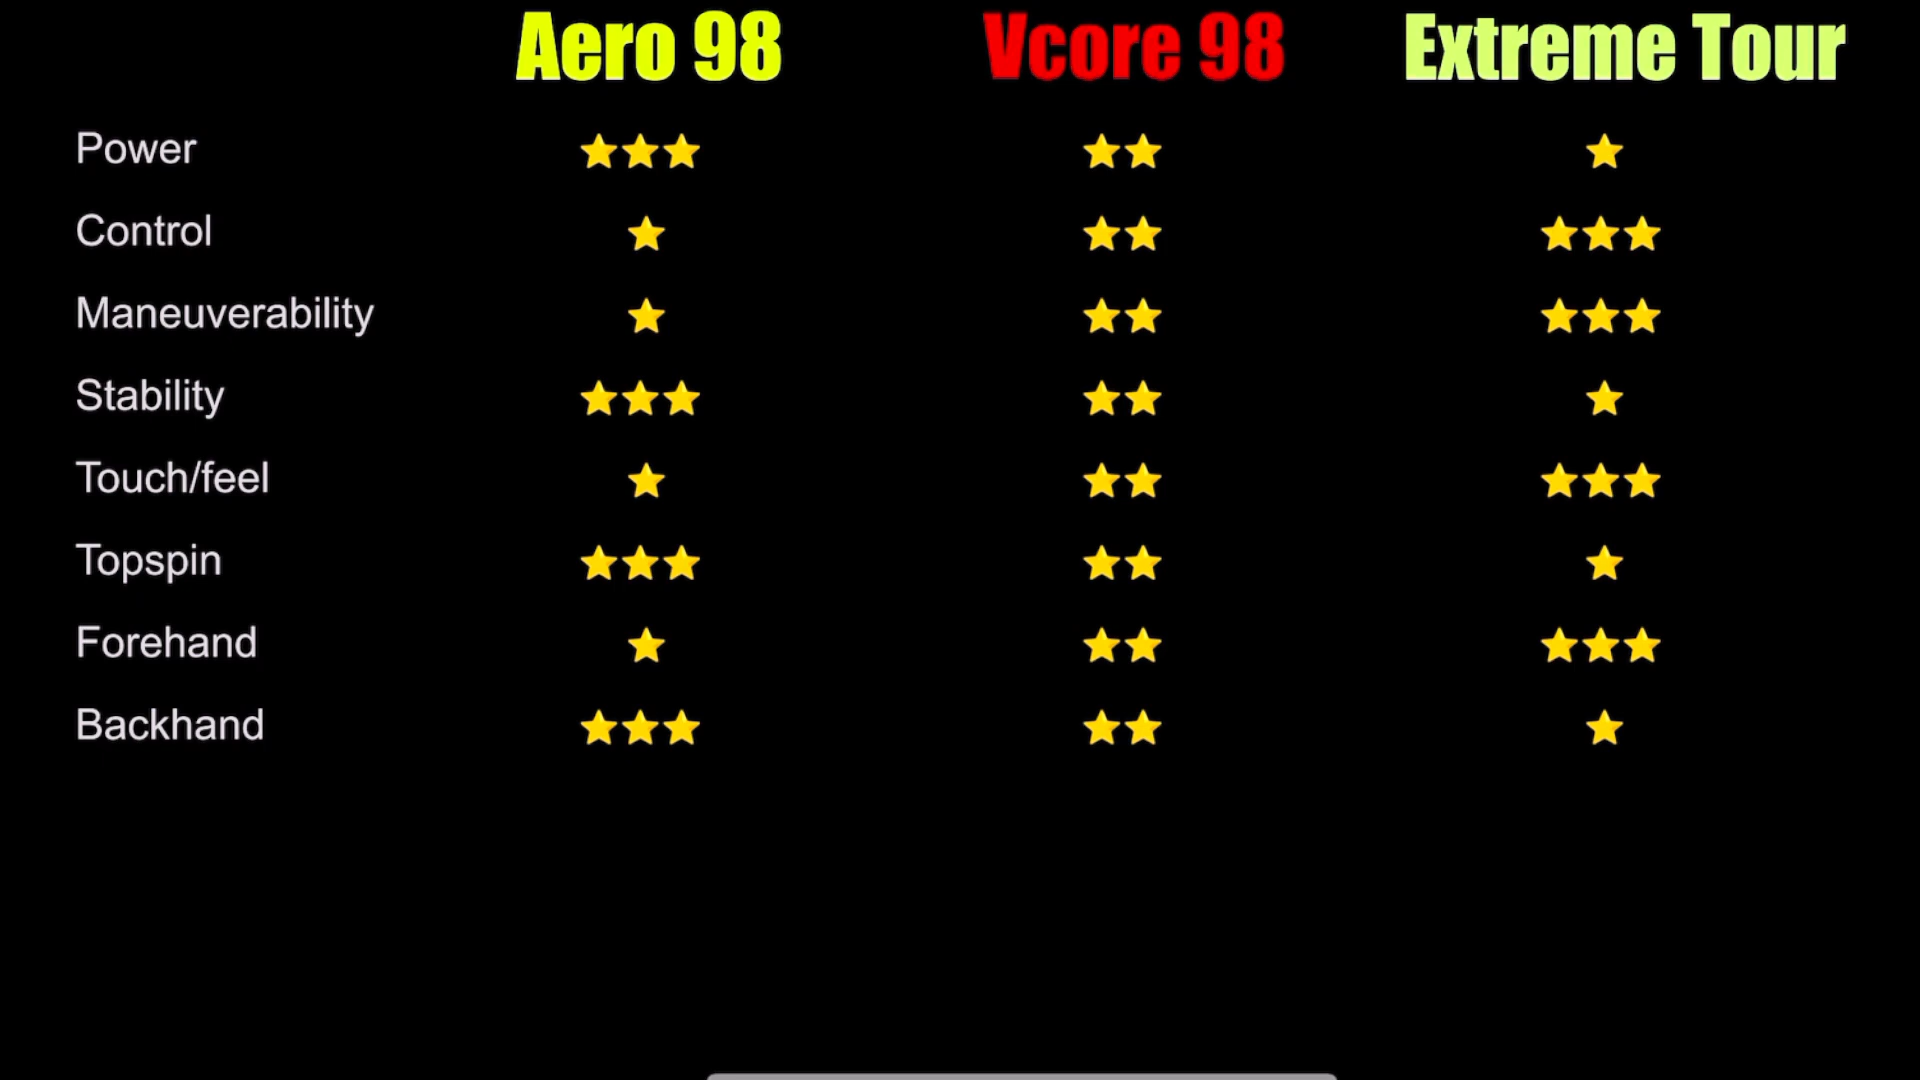 Aero 98 Vcore 98 Extreme Tour
Power
Control
Maneuverability
Stability
Touch/feel
Topspin
Forehand
Backhand